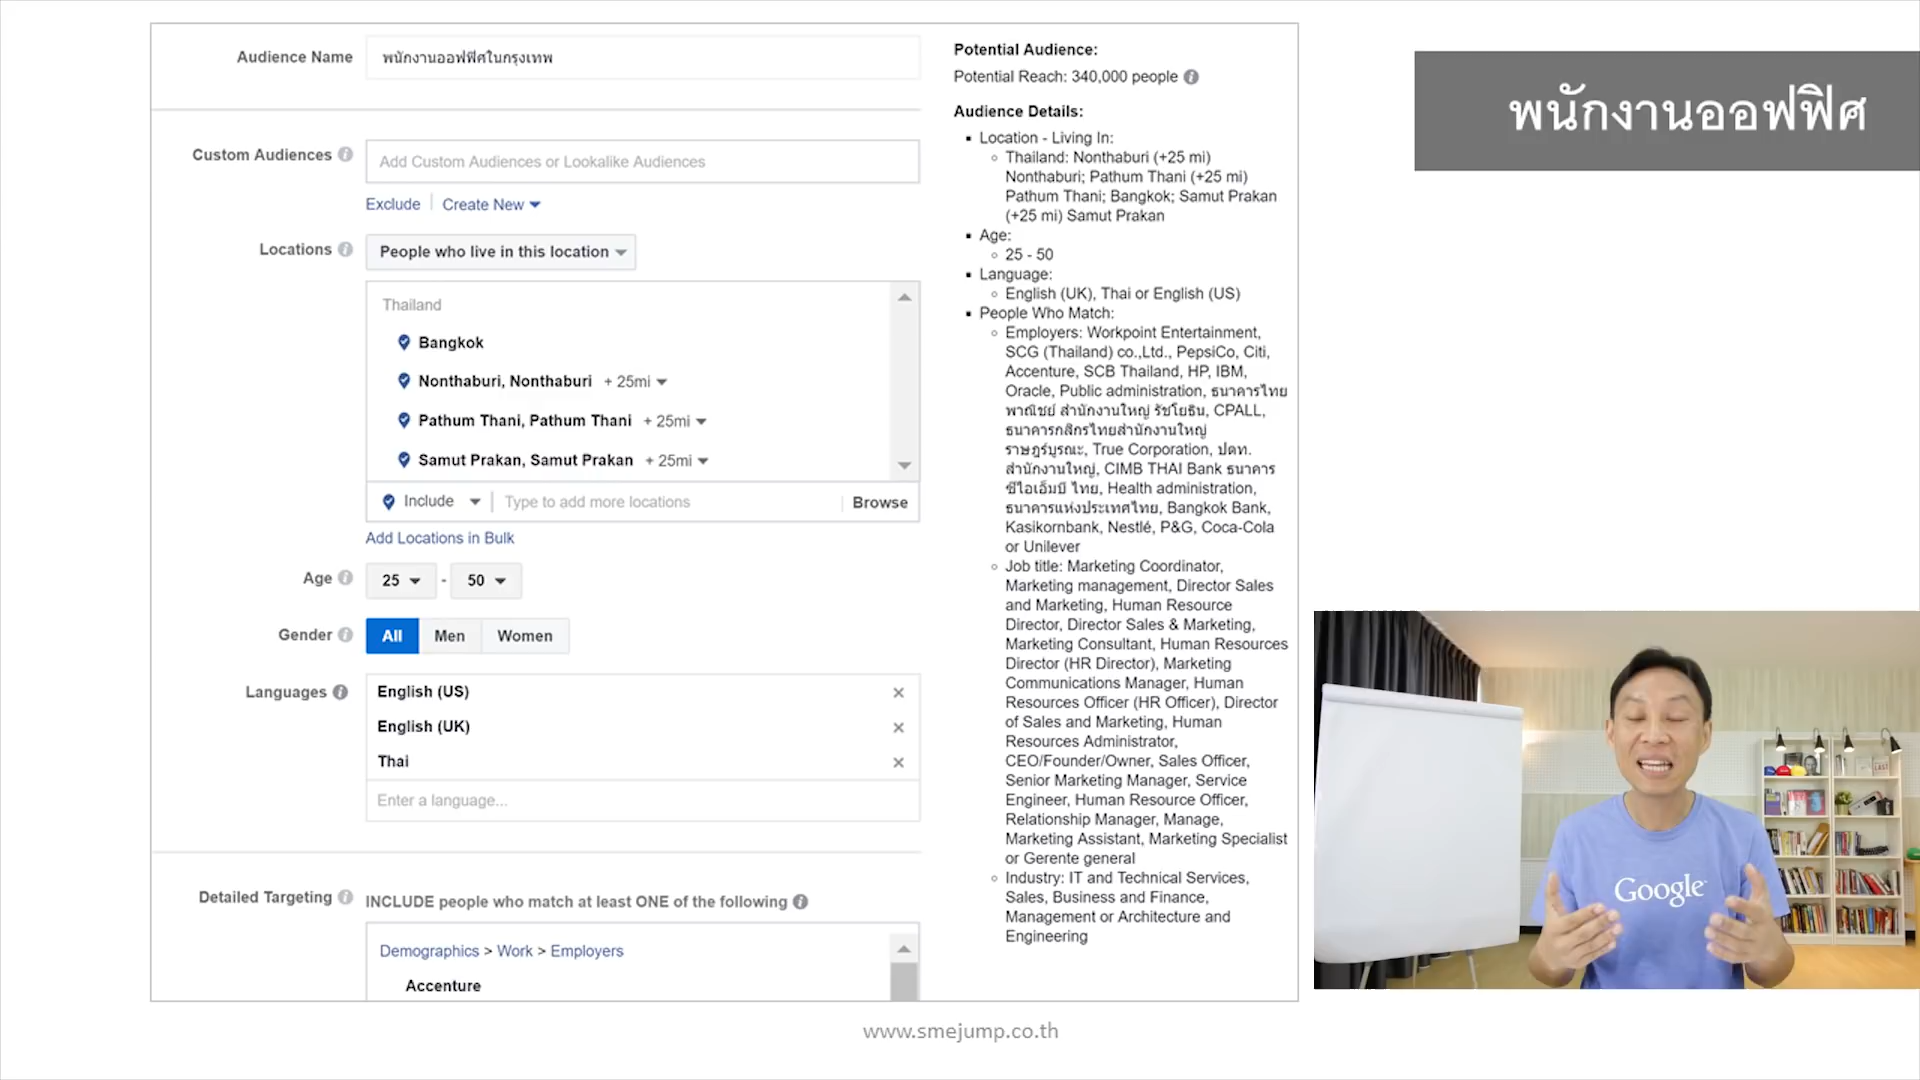 Audience Name
พนักงานออฟฟิศในกรุงเทพ
Custom Audiences
Add Custom Audiences or Lookalike Audiences
Exclude
Create New
Locations
People who live in this location
Thailand
Bangkok
Nonthaburi, Nonthaburi + 25mi
Pathum Thani, Pathum Thani + 25mi
Samut Prakan, Samut Prakan + 25mi
Include
Type to add more locations
Browse
Add Locations in Bulk
Age
25 - 50
Gender
All Men Women
Languages
English (US)
English (UK)
Thai
Enter a language...
Detailed Targeting
INCLUDE people who match at least ONE of the following
Demographics > Work > Employers
Accenture
Potential Audience:
Potential Reach: 340,000 people
Audience Details:
Location - Living In:
Thailand: Nonthaburi (+25 mi)
Nonthaburi; Pathum Thani (+25 mi)
Pathum Thani; Bangkok; Samut Prakan
(+25 mi) Samut Prakan
Age:
25 - 50
Language:
English (UK), Thai or English (US)
People Who Match:
Employers: Workpoint Entertainment,
SCG (Thailand) co.,Ltd., PepsiCo, Citi,
Accenture, SCB Thailand, HP, IBM,
Oracle, Public administration, ธนาคารไทย
พาณิชย์ สำนักงานใหญ่ รัชโยธิน, CPALL,
ธนาคารกสิกรไทยสำนักงานใหญ่
ราษฎร์บูรณะ, True Corporation, ปตท.
สำนักงานใหญ่, CIMB THAI Bank ธนาคาร
ซีไอเอ็มบี ไทย, Health administration,
ธนาคารแห่งประเทศไทย, Bangkok Bank,
Kasikornbank, Nestlé, P&G, Coca-Cola
or Unilever
Job title: Marketing Coordinator,
Marketing management, Director Sales
and Marketing, Human Resource
Director, Director Sales & Marketing,
Marketing Consultant, Human Resources
Director (HR Director), Marketing
Communications Manager, Human
Resources Officer (HR Officer), Director
of Sales and Marketing, Human
Resources Administrator,
CEO/Founder/Owner, Sales Officer,
Senior Marketing Manager, Service
Engineer, Human Resource Officer,
Relationship Manager, Manage,
Marketing Assistant, Marketing Specialist
or Gerente general
Industry: IT and Technical Services,
Sales, Business and Finance,
Management or Architecture and
Engineering
พนักงานออฟฟิศ
Google
www.smejump.co.th